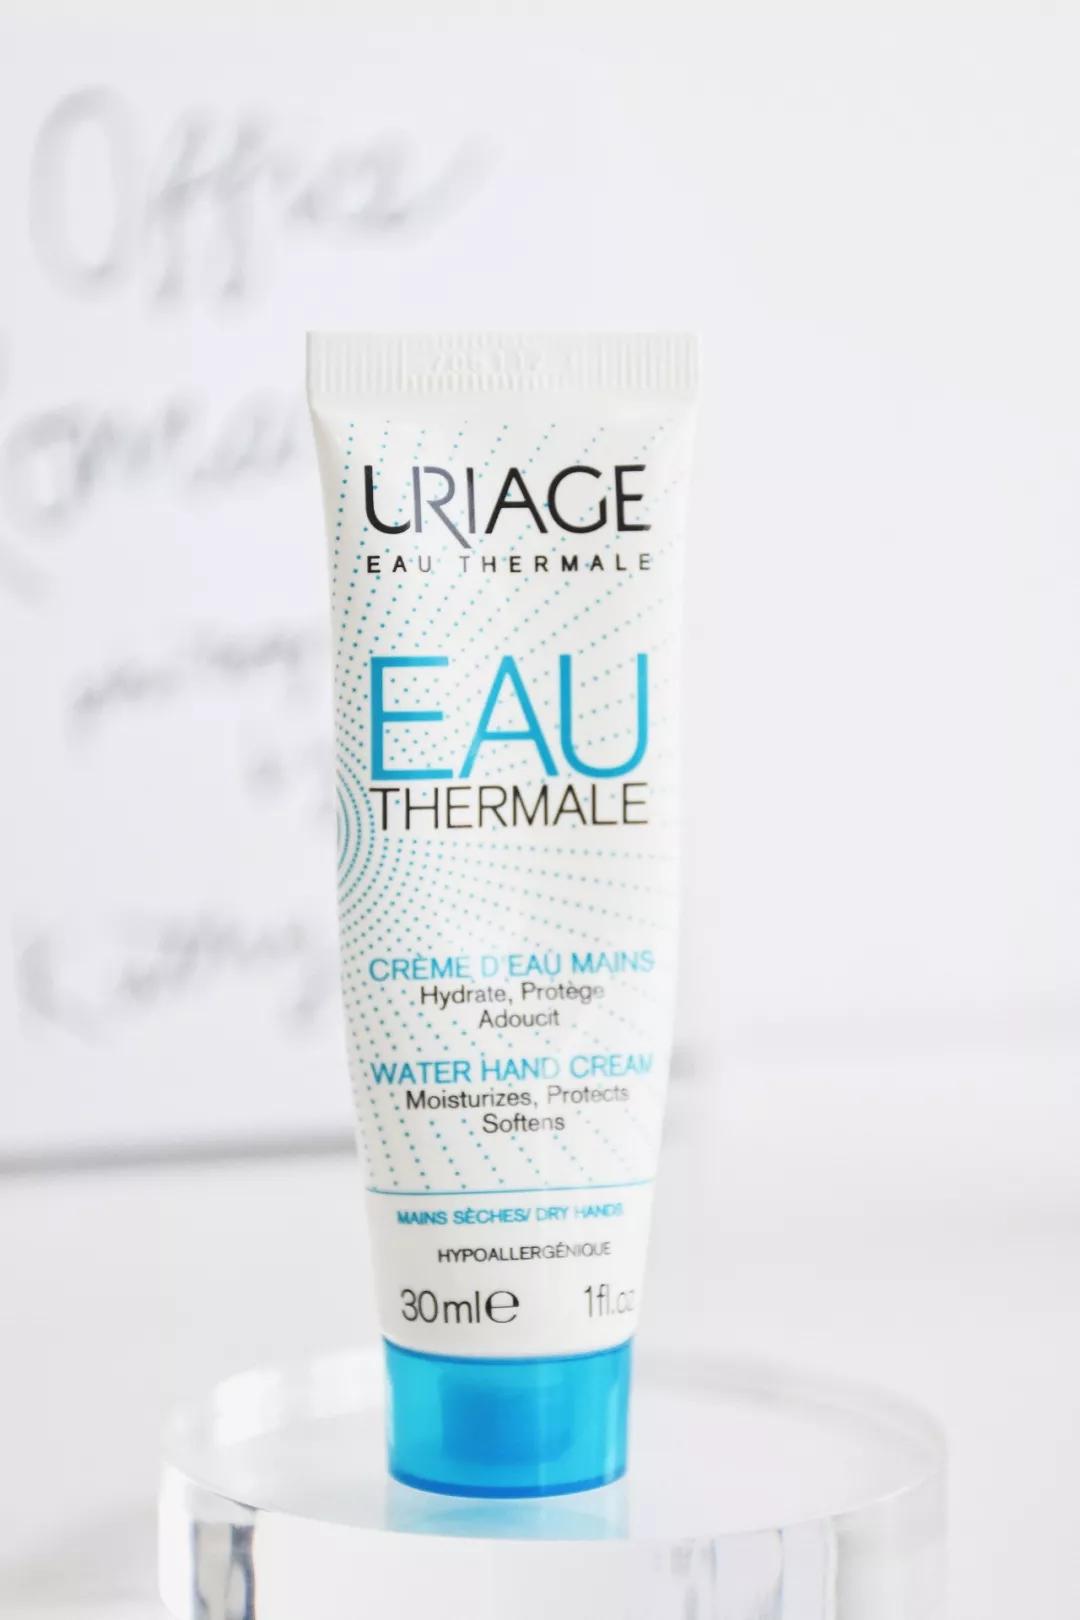 Office
URIAGE
EAU THERMALE
EAU
THERMALE
CRÈME D'EAU MAINS
Hydrate, Protège
Adoucit
WATER HAND CREAM
Moisturizes, Protects
Softens
MAINS SÈCHES/ DRY HANDS
HYPOALLERGÉNIQUE
30ml℮ 1fl.oz